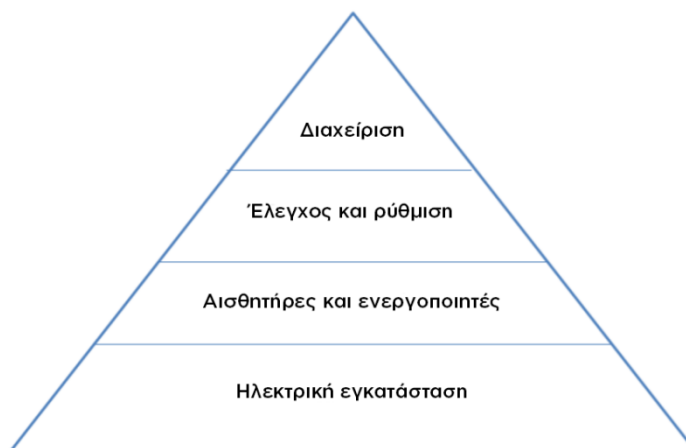 Διαχείριση
Έλεγχος και ρύθμιση
Αισθητήρες και ενεργοποιητές
Ηλεκτρική εγκατάσταση